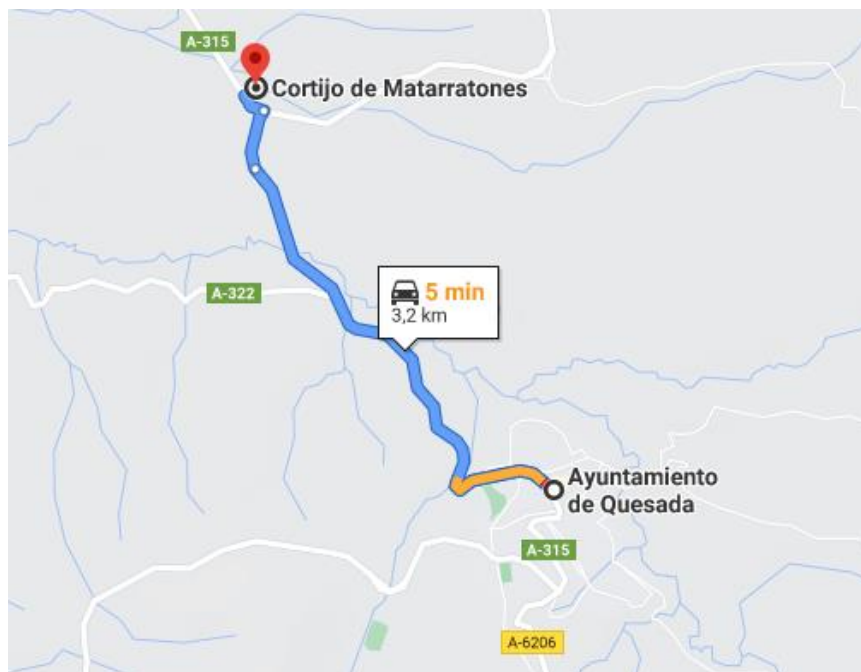 A-315
Cortijo de Matarratones
A-322
5 min
3,2 km
Ayuntamiento
de Quesada
A-315
A-6206